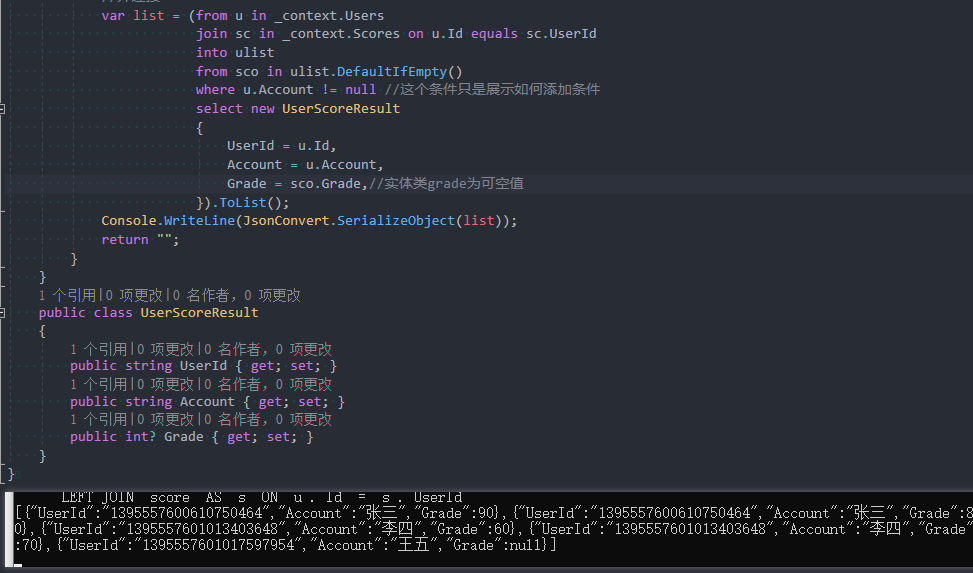 var list = (from u in _context.Users
join sc in _context.Scores on u.Id equals sc.UserId
into ulist
from sco in ulist.DefaultIfEmpty()
where u.Account != null //这个条件只是展示如何添加条件
select new UserScoreResult
{
UserId = u.Id,
Account = u.Account,
Grade = sco.Grade,//实体类grade为可空值
}).ToList();
Console.WriteLine(JsonConvert.SerializeObject(list));
return "";
}
}
1 个引用|0 项更改|0 名作者, 0 项更改
public class UserScoreResult
{
1 个引用|0 项更改|0 名作者, 0 项更改
public string UserId { get; set; }
1 个引用|0 项更改|0 名作者, 0 项更改
public string Account { get; set; }
1 个引用|0 项更改|0 名作者, 0 项更改
public int? Grade { get; set; }
}
}
LEFT JOIN score AS s ON u . Id = s . UserId
[{"UserId":"1395557600610750464","Account":"张三","Grade":90},{"UserId":"1395557600610750464","Account":"张三","Grade":8
0},{"UserId":"1395557601013403648","Account":"李四","Grade":60},{"UserId":"1395557601013403648","Account":"李四","Grade"
:70},{"UserId":"1395557601017597954","Account":"王五","Grade":null}]